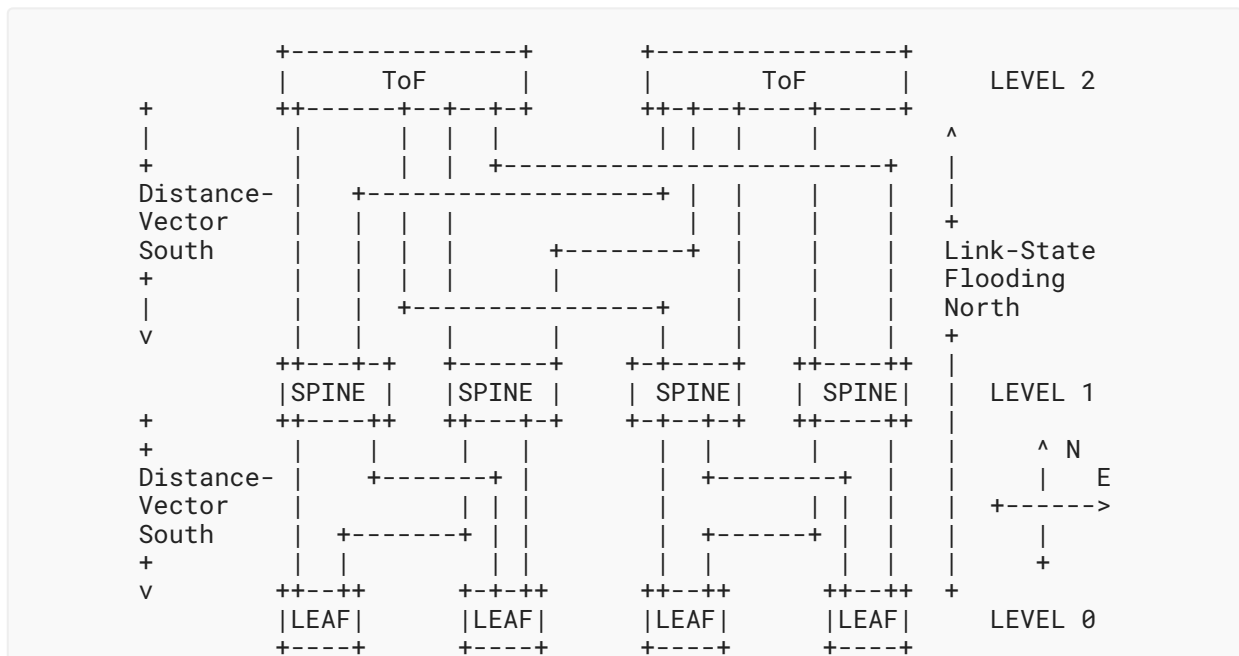 ToF ToF LEVEL 2
Distance-
Vector
South Link-State
Flooding
North
SPINE SPINE SPINE SPINE LEVEL 1
N
Distance- E
Vector
South
LEAF LEAF LEAF LEAF LEVEL 0